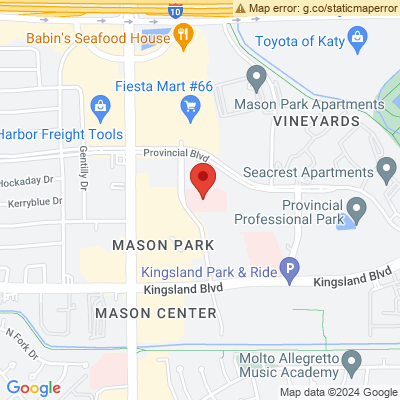 Map error: g.co/staticmaperror
10
Babin's Seafood House
Toyota of Katy
Fiesta Mart #66
Mason Park Apartments
VINEYARDS
Harbor Freight Tools
Provincial Blvd
Gentilly Dr
Seacrest Apartments
Hockaday Dr
Kerryblue Dr
Provincial
Professional Park
MASON PARK
Kingsland Park & Ride
P
Kingsland Blvd
Kingsland Blvd
MASON CENTER
N Fork Dr
Molto Allegretto
Music Academy
Google
Map data ©2024 Google